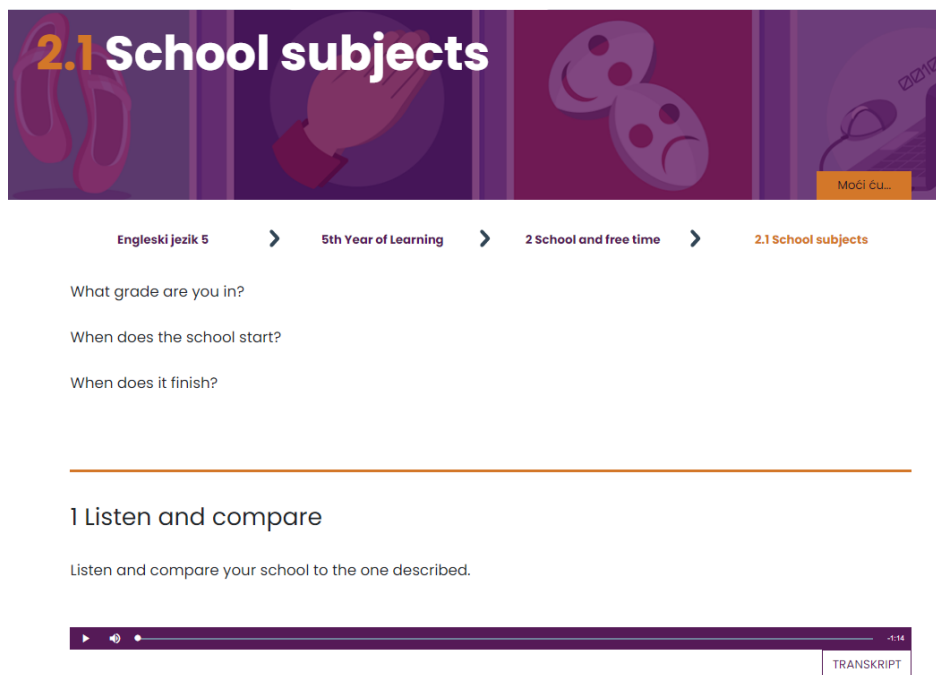 2.1 School subjects
Moći ću...
Engleski jezik 5 5th Year of Learning 2 School and free time 2.1 School subjects
What grade are you in?
When does the school start?
When does it finish?
1 Listen and compare
Listen and compare your school to the one described.
-1:14
TRANSKRIPT